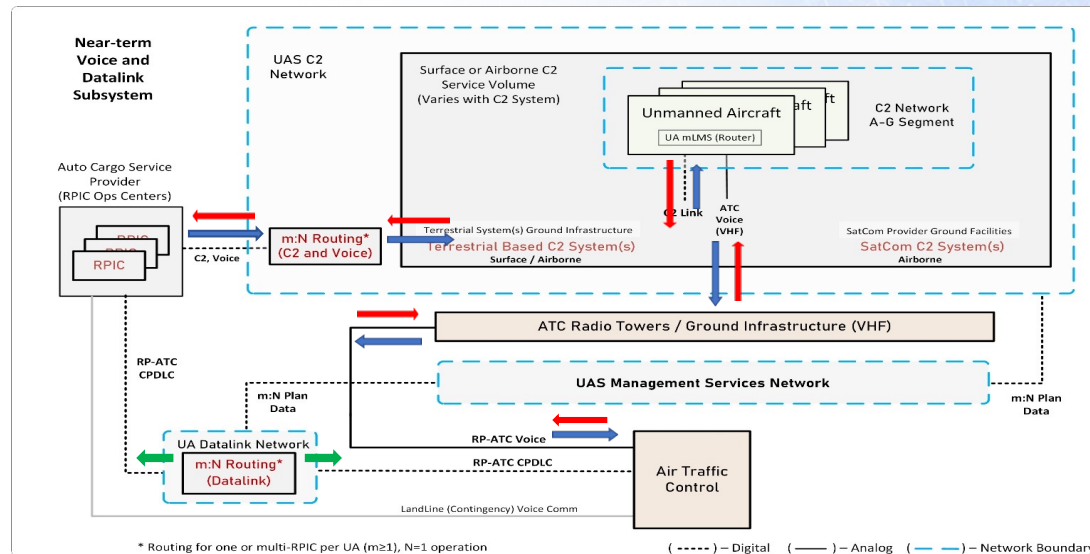 Near-term
Voice and
Datalink
Subsystem
UAS C2
Network
Surface or Airborne C2
Service Volume
(Varies with C2 System)
Unmanned Aircraft
aft
ft
UA mLMS (Router)
C2 Network
A-G Segment
Auto Cargo Service
Provider
(RPIC Ops Centers)
RPIC
RPIC
RPIC
C2, Voice
m:N Routing*
(C2 and Voice)
C2 Link
ATC
Voice
(VHF)
Terrestrial System(s) Ground Infrastructure
Terrestrial Based C2 System(s)
Surface / Airborne
SatCom Provider Ground Facilities
SatCom C2 System(s)
Airborne
ATC Radio Towers / Ground Infrastructure (VHF)
RP-ATC
CPDLC
UAS Management Services Network
m:N Plan
Data
m:N Plan
Data
UA Datalink Network
m:N Routing*
(Datalink)
RP-ATC Voice
RP-ATC CPDLC
Air Traffic
Control
LandLine (Contingency) Voice Comm
* Routing for one or multi-RPIC per UA (m≥1), N=1 operation
( ----- ) – Digital ( ——— ) – Analog ( — — ) – Network Boundary